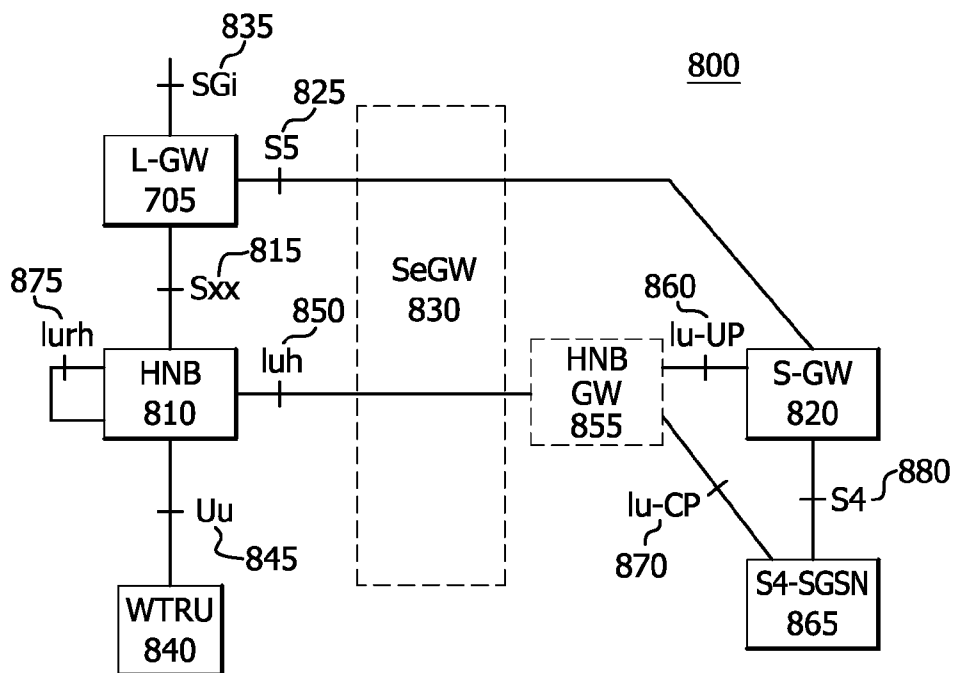 835
SGi
800
825
S5
L-GW
705
815
Sxx
SeGW
830
875
Iurh
850
Iuh
860
Iu-UP
HNB
810
HNB
GW
855
S-GW
820
880
S4
Iu-CP
870
Uu
845
WTRU
840
S4-SGSN
865